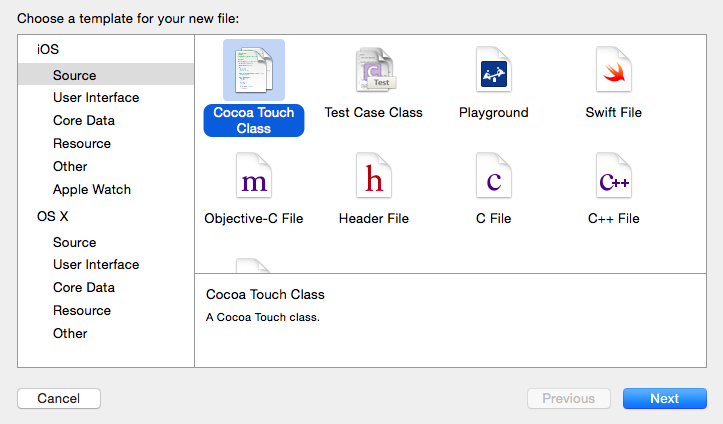 Choose a template for your new file:
iOS
Source
User Interface
Core Data
Resource
Other
Apple Watch
OS X
Source
User Interface
Core Data
Resource
Other
Cocoa Touch
Class
Test
Test Case Class
Playground
Swift File
m
Objective-C File
h
Header File
c
C File
C++
C++ File
Cocoa Touch Class
A Cocoa Touch class.
Cancel
Previous
Next